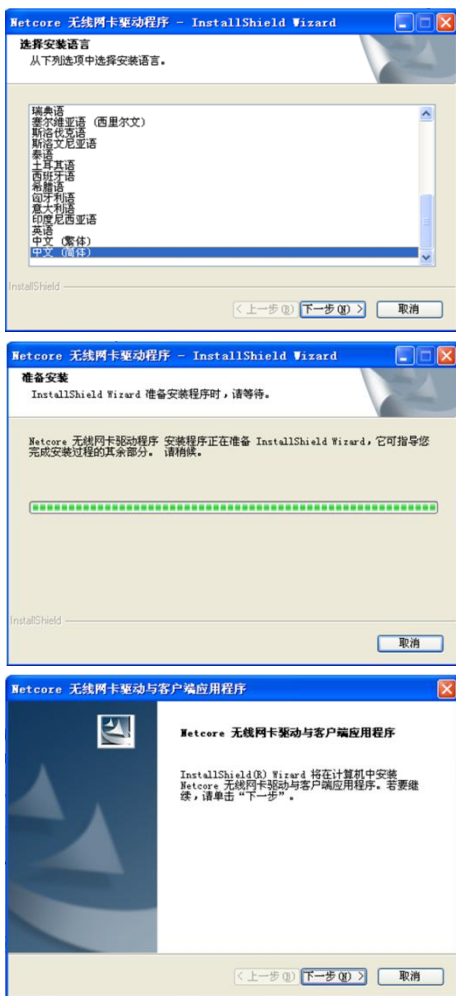 Netcore 无线网卡驱动程序 - InstallShield Wizard
选择安装语言
从下列选项中选择安装语言。
瑞典语
塞尔维亚语 (西里尔文)
斯洛伐克语
斯洛文尼亚语
泰语
土耳其语
西班牙语
希腊语
匈牙利语
意大利语
印度尼西亚语
英语
中文 (繁体)
中文 (简体)
InstallShield
< 上一步(B)
下一步(N) >
取消
Netcore 无线网卡驱动程序 - InstallShield Wizard
准备安装
InstallShield Wizard 准备安装程序时,请等待。
Netcore 无线网卡驱动程序 安装程序正在准备 InstallShield Wizard,它可指导您
完成安装过程的其余部分。 请稍候。
InstallShield
取消
Netcore 无线网卡驱动与客户端应用程序
Netcore 无线网卡驱动与客户端应用程序
InstallShield(R) Wizard 将在计算机中安装
Netcore 无线网卡驱动与客户端应用程序。若要继
续,请单击“下一步”。
< 上一步(B)
下一步(N) >
取消